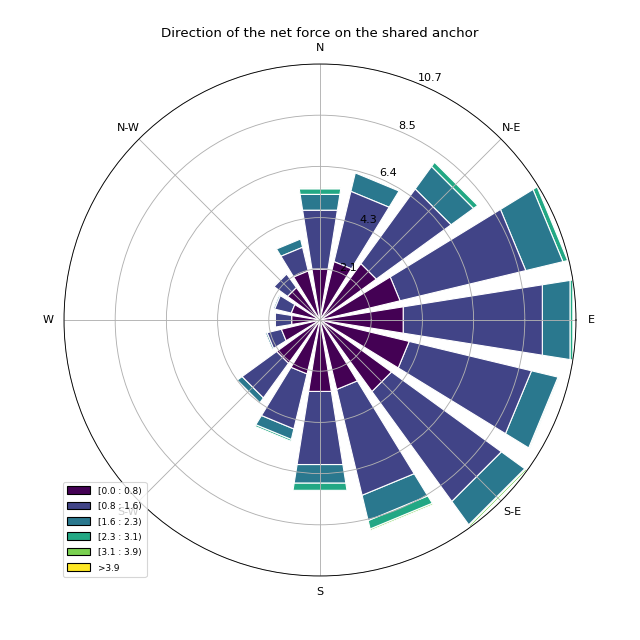 Direction of the net force on the shared anchor
N
10.7
N-W
8.5
N-E
6.4
4.3
2.1
W
E
[0.0 : 0.8)
[0.8 : 1.6)
S-W
[1.6 : 2.3)
S-E
[2.3 : 3.1)
[3.1 : 3.9)
>3.9
S